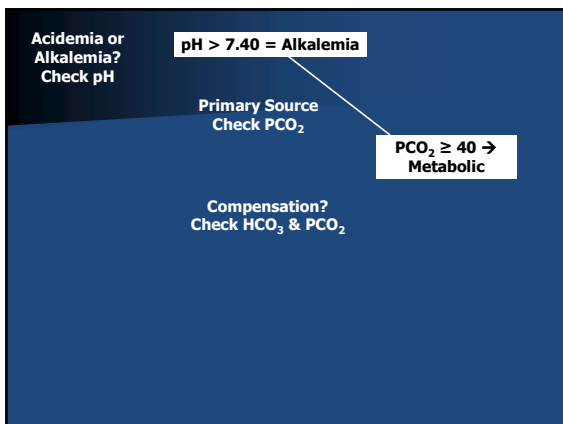 Acidemia or
Alkalemia?
Check pH
pH > 7.40 = Alkalemia
Primary Source
Check PCO₂
PCO₂ ≥ 40 →
Metabolic
Compensation?
Check HCO₃ & PCO₂